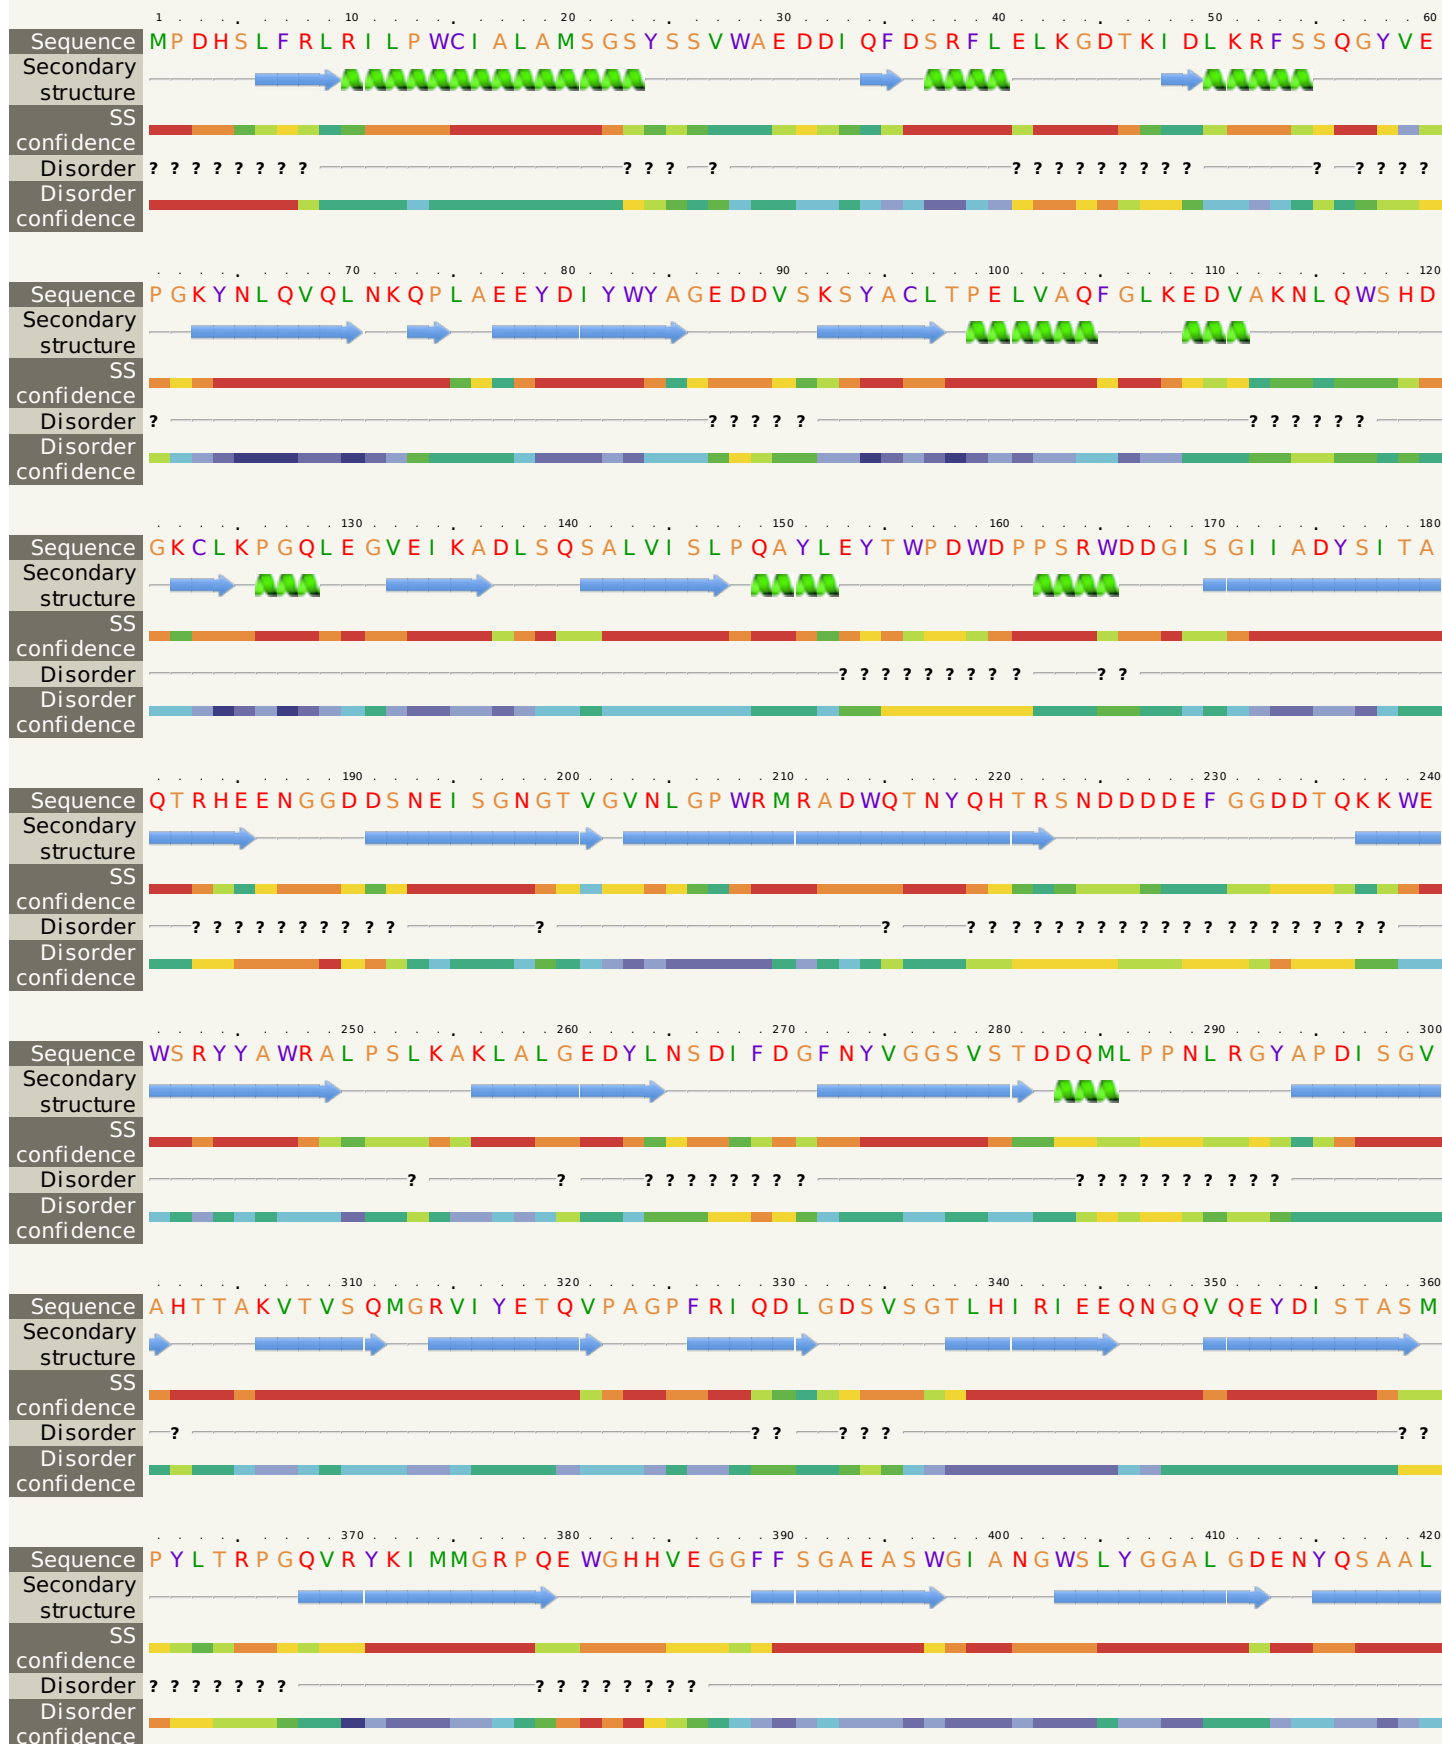 1 . . . . . . . . 10 . . . . . . . . . 20 . . . . . . . . . 30 . . . . . . . . . 40 . . . . . . . . . 50 . . . . . . . . . 60
Sequence MPDHSLFRLRILPWCIALAMSGSYSSVWAEDDIQFDSRFLELKGDTKIDLKRFSSQGYVE
Secondary
structure
SS
confidence
Disorder ? ? ? ? ? ? ? ? ? ? ? ? ? ? ? ? ? ? ? ? ? ? ? ? ? ?
Disorder
confidence
. . . . . . . . . 70 . . . . . . . . . 80 . . . . . . . . . 90 . . . . . . . . . 100 . . . . . . . . . 110 . . . . . . . . . 120
Sequence PGKYNLQVQLNKQPLAEEYDIYWYAGEDDVSKSYACLTPELVAQFGLKEDVAKNLQWSHD
Secondary
structure
SS
confidence
Disorder ? ? ? ? ? ? ? ? ? ? ? ?
Disorder
confidence
. . . . . . . . . 130 . . . . . . . . . 140 . . . . . . . . . 150 . . . . . . . . . 160 . . . . . . . . . 170 . . . . . . . . . 180
Sequence GKCLKPGQLEGVEIKADLSQSALVISLPQAYLEYTWPDWDPPSRWDDGISGIIADYSITA
Secondary
structure
SS
confidence
Disorder ? ? ? ? ? ? ? ? ? ? ?
Disorder
confidence
. . . . . . . . . 190 . . . . . . . . . 200 . . . . . . . . . 210 . . . . . . . . . 220 . . . . . . . . . 230 . . . . . . . . . 240
Sequence QTRHEENGGDDSNEISGNGTVGVNLGPWRMRADWQTNYQHTRSNDDDDEFGGDDTQKKWE
Secondary
structure
SS
confidence
Disorder ? ? ? ? ? ? ? ? ? ? ? ? ? ? ? ? ? ? ? ? ? ? ? ? ? ? ? ? ? ? ? ?
Disorder
confidence
. . . . . . . . . 250 . . . . . . . . . 260 . . . . . . . . . 270 . . . . . . . . . 280 . . . . . . . . . 290 . . . . . . . . . 300
Sequence WSRYYAWRALPSLKAKLALGEDYLNSDIFDGFNYVGGSVSTDDQMLPPNLRGYAPDISGV
Secondary
structure
SS
confidence
Disorder ? ? ? ? ? ? ? ? ? ? ? ? ? ? ? ? ? ? ? ?
Disorder
confidence
. . . . . . . . . 310 . . . . . . . . . 320 . . . . . . . . . 330 . . . . . . . . . 340 . . . . . . . . . 350 . . . . . . . . . 360
Sequence AHTTAKVTVSQMGRVIYETQVPAGPFRIQDLGDSVSGTLHIRIEEQNGQVQEYDISTASM
Secondary
structure
SS
confidence
Disorder ? ? ? ? ? ? ? ?
Disorder
confidence
. . . . . . . . . 370 . . . . . . . . . 380 . . . . . . . . . 390 . . . . . . . . . 400 . . . . . . . . . 410 . . . . . . . . . 420
Sequence PYLTRPGQVRYKIMMGRPQEWGHHVEGGFFSGAEASWGIANGWSLYGGALGDENYQSAAL
Secondary
structure
SS
confidence
Disorder ? ? ? ? ? ? ? ? ? ? ? ? ? ? ?
Disorder
confidence